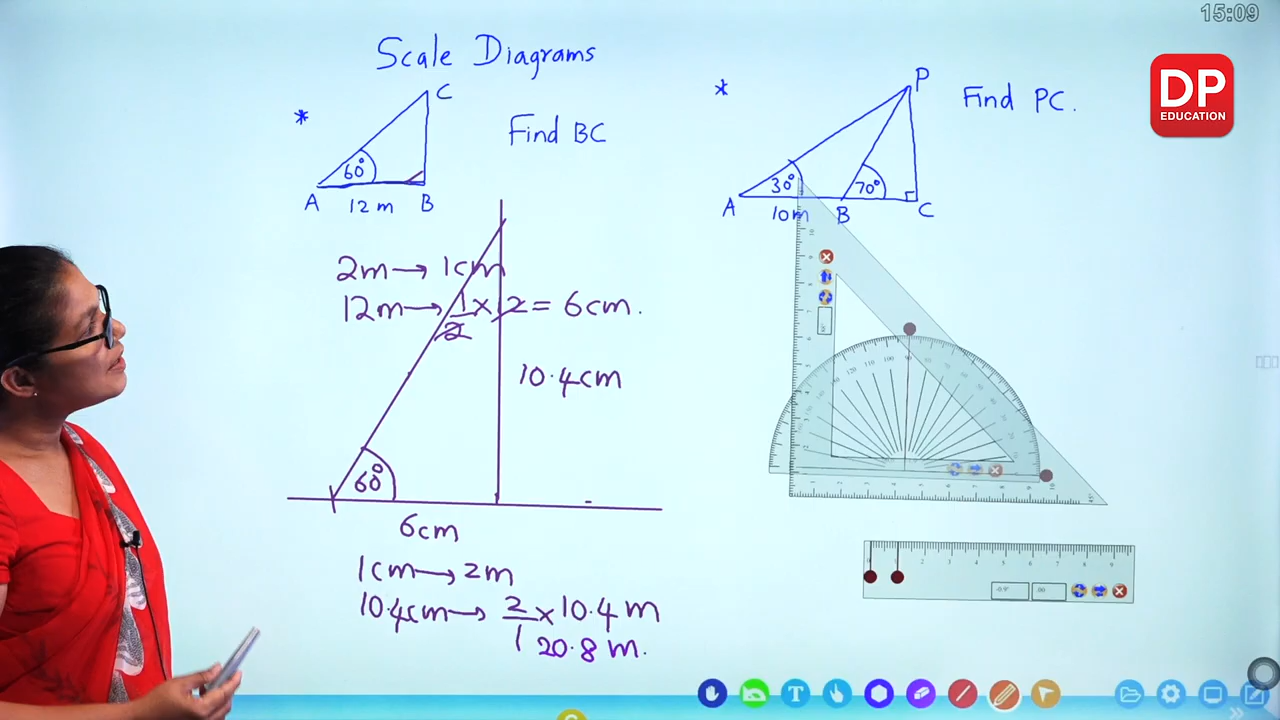 15:09
Scale Diagrams
DP
EDUCATION
*
C
60°
A
12 m
B
Find BC
*
P
Find PC.
30°
70°
A
10m
B
C
2m → 1cm
12m → 1/2 × 12 = 6cm.
10.4cm
60°
6cm
1cm → 2m
10.4cm → 2/1 × 10.4 m
20.8 m.